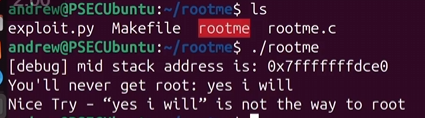 andrew@PSECUbuntu:~/rootme$ ls
exploit.py Makefile rootme rootme.c
andrew@PSECUbuntu:~/rootme$ ./rootme
[debug] mid stack address is: 0x7fffffffdce0
You'll never get root: yes i will
Nice Try – “yes i will” is not the way to root